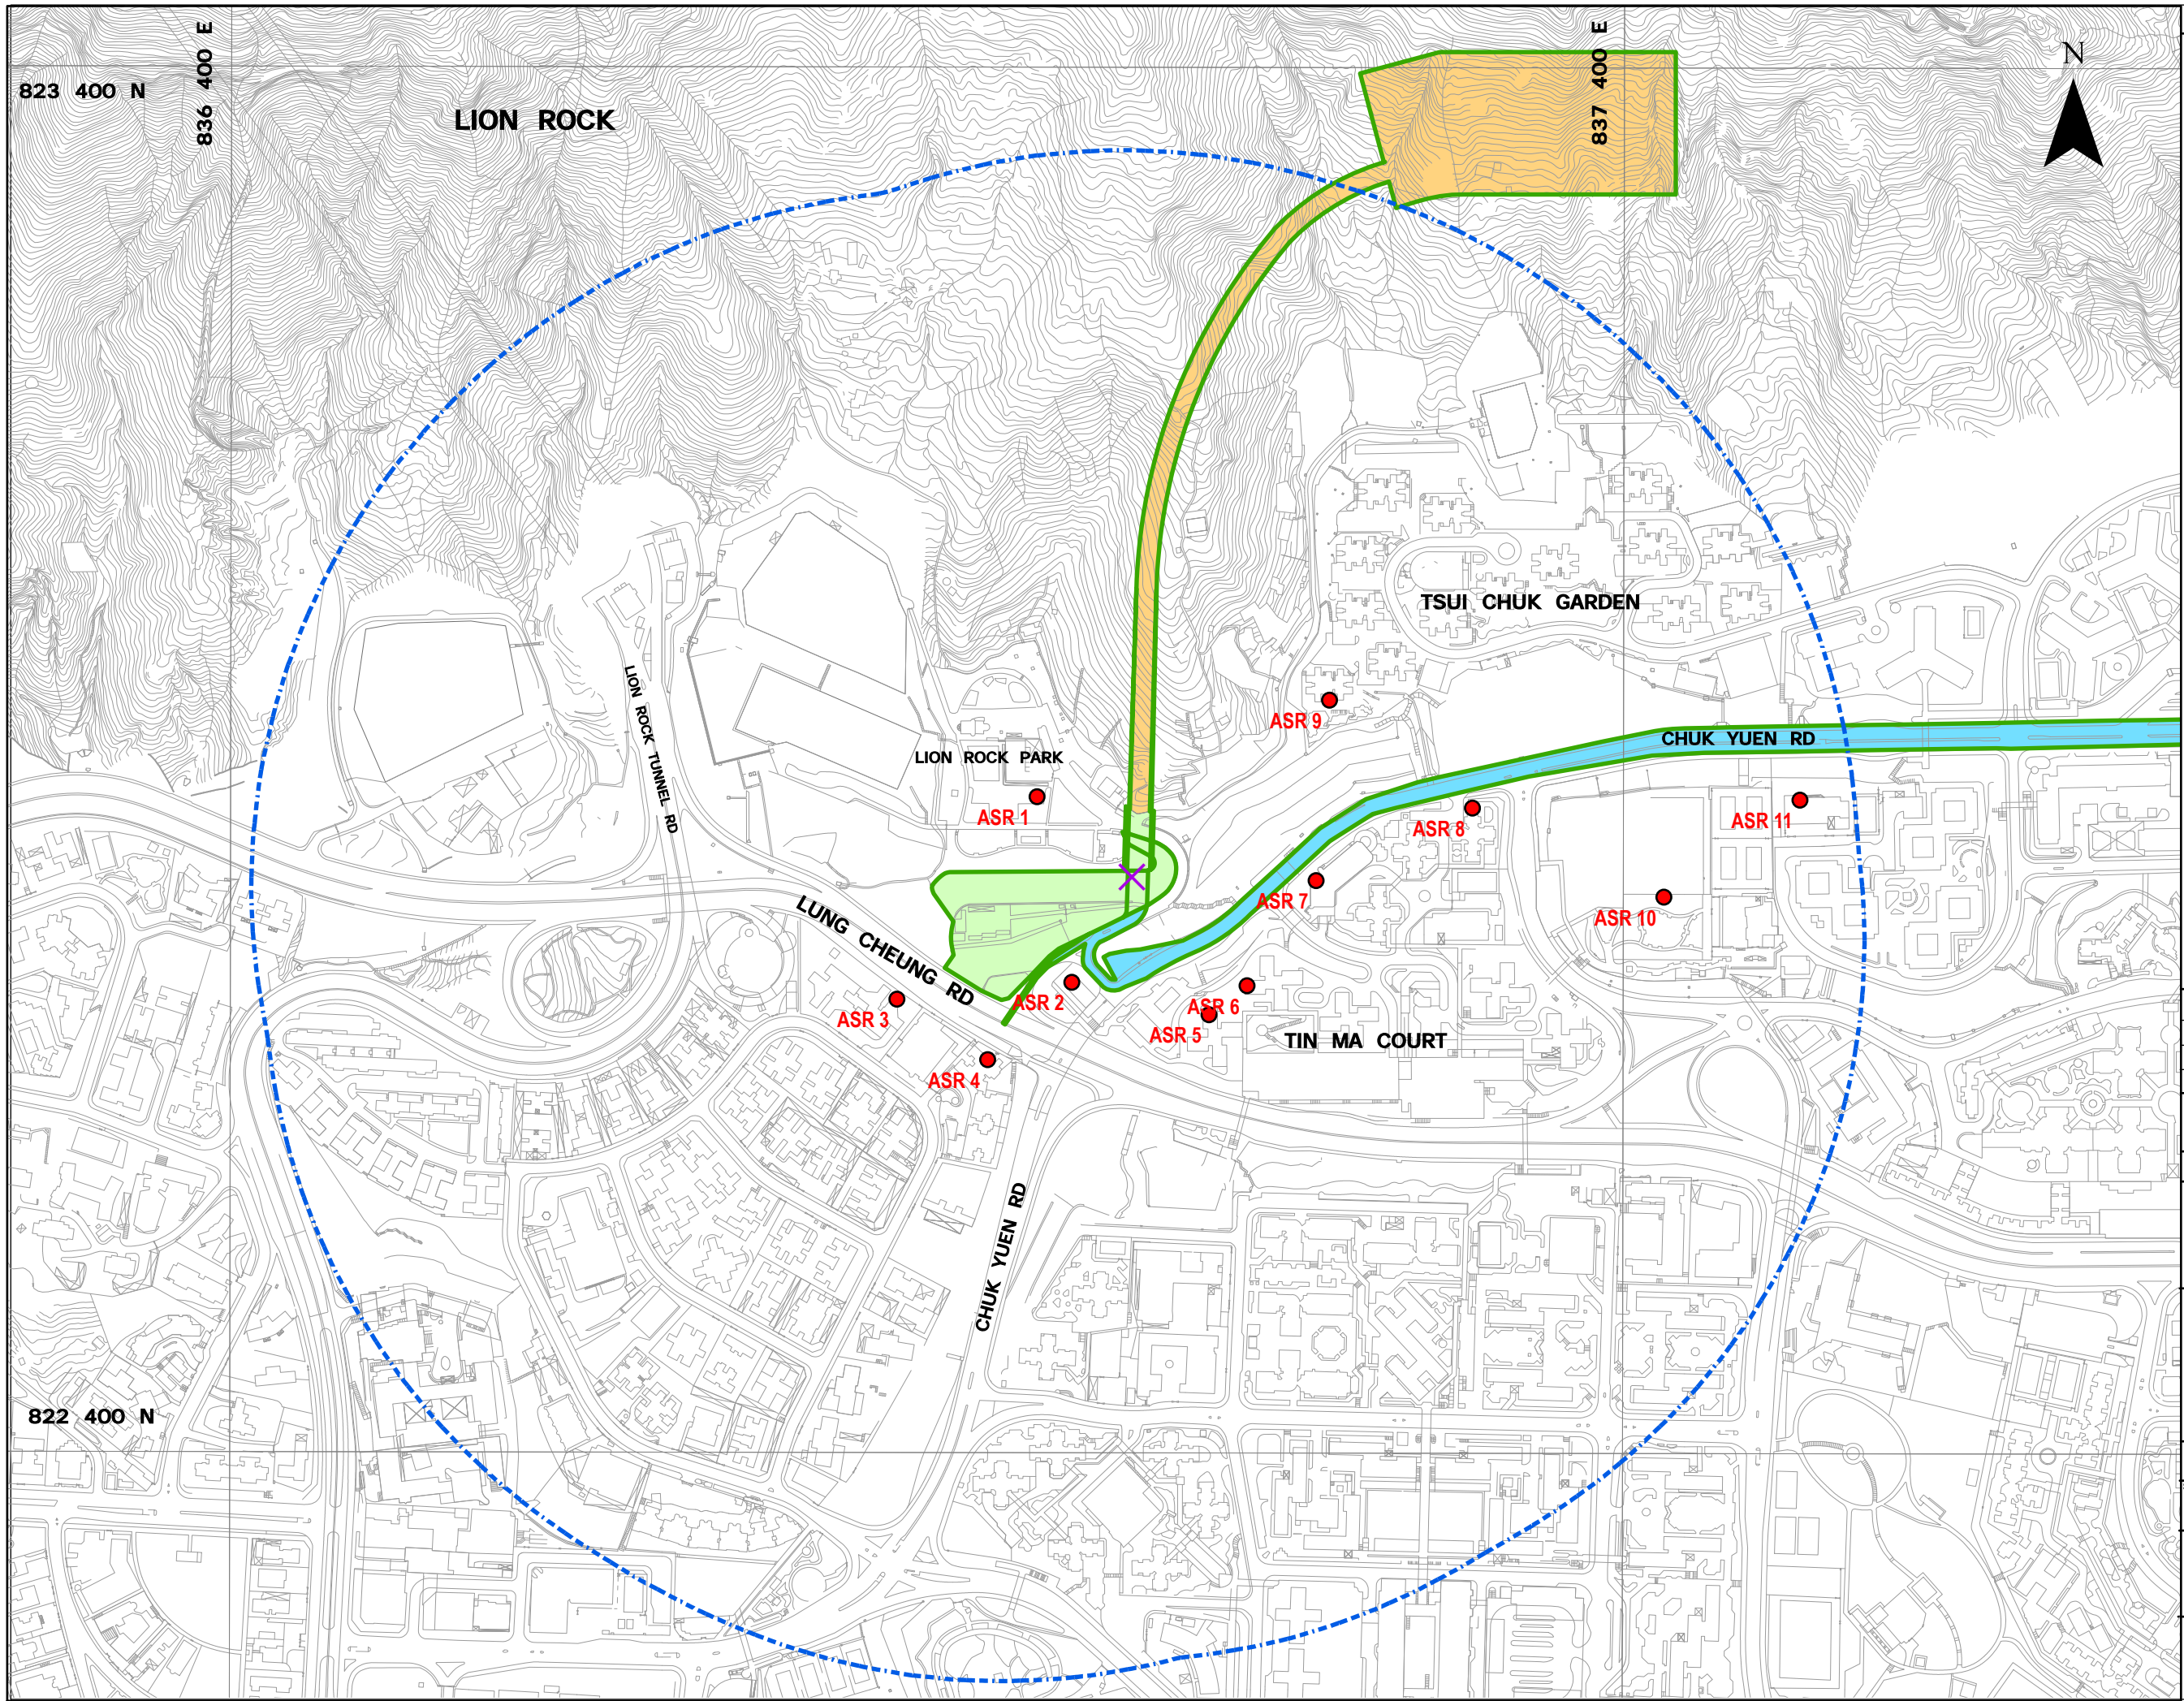 836 400 E
837 400 E
N
823 400 N
LION ROCK
TSUI CHUK GARDEN
LION ROCK TUNNEL RD
ASR 9
CHUK YUEN RD
LION ROCK PARK
ASR 1
ASR 8
ASR 11
ASR 7
ASR 10
LUNG CHEUNG RD
ASR 2
ASR 6
ASR 3
ASR 5
TIN MA COURT
ASR 4
CHUK YUEN RD
822 400 N